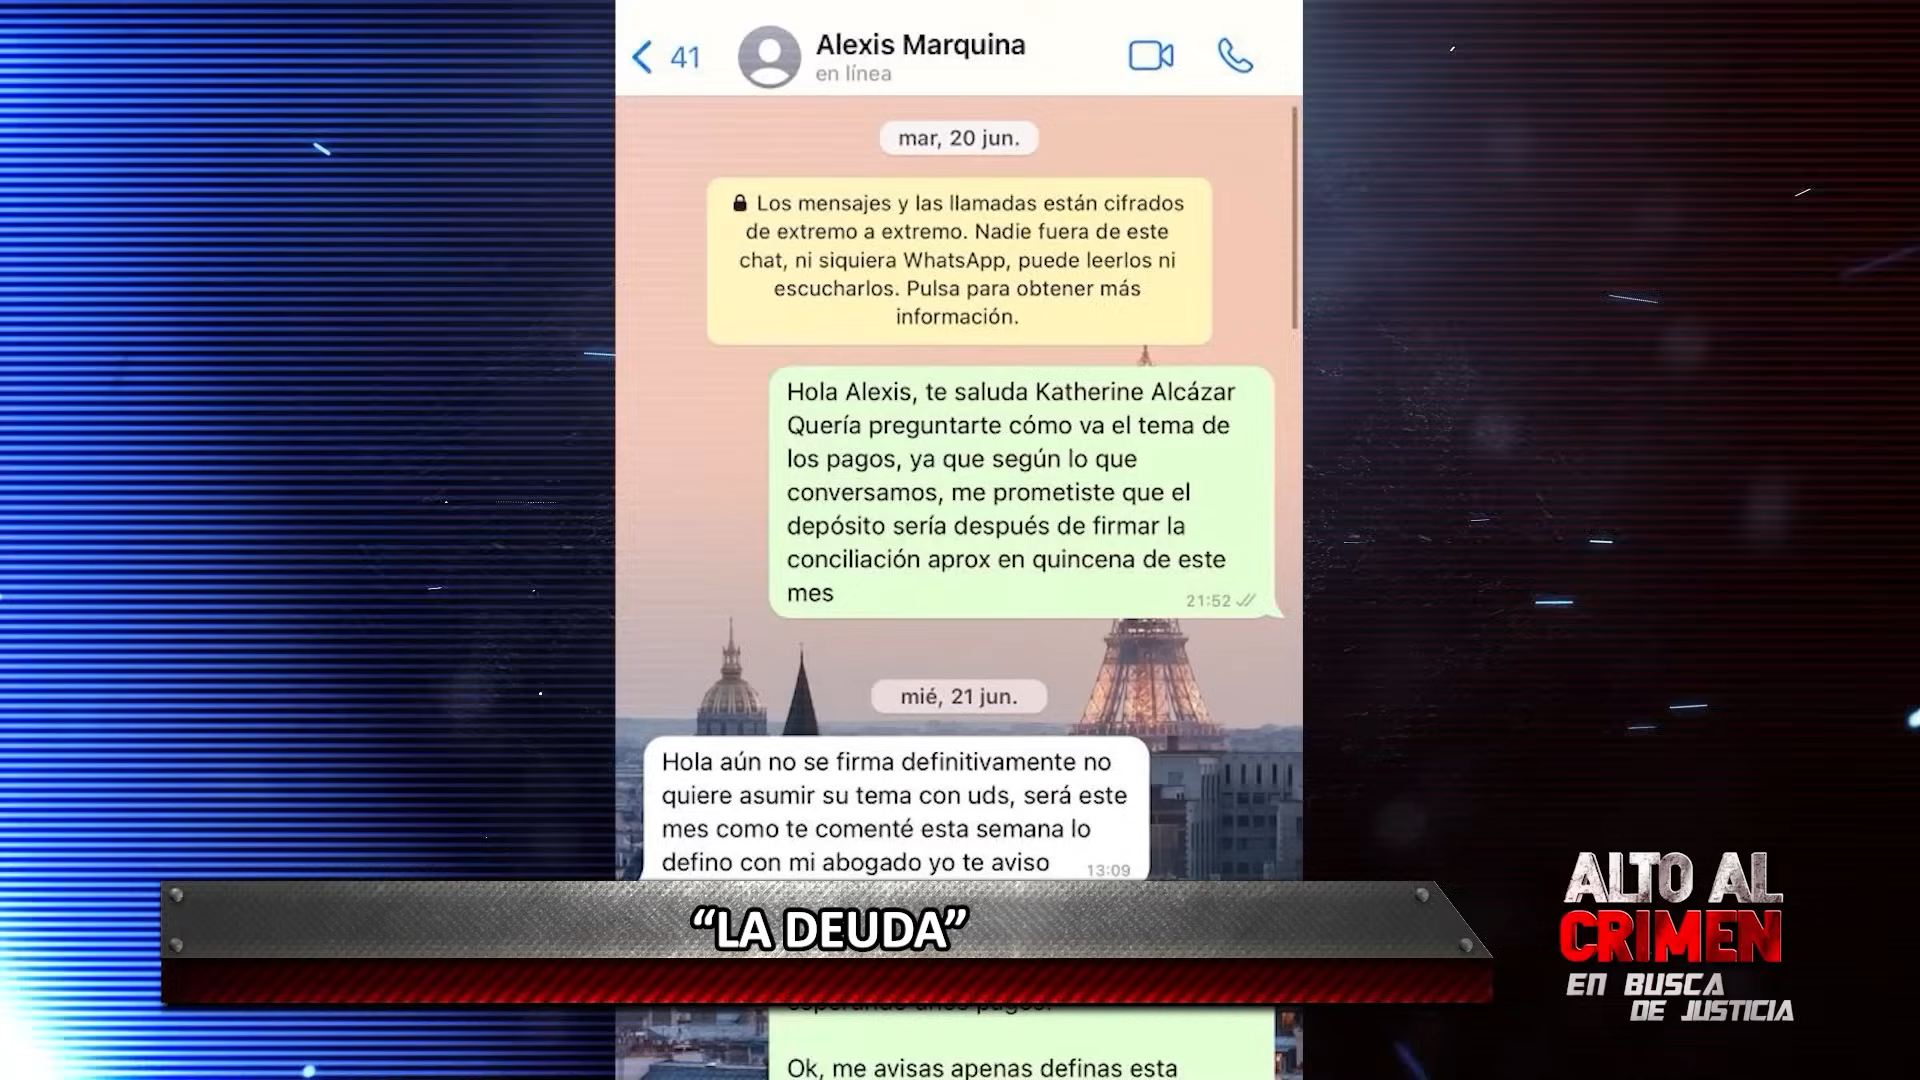 41
Alexis Marquina
en línea
mar, 20 jun.
Los mensajes y las llamadas están cifrados
de extremo a extremo. Nadie fuera de este
chat, ni siquiera WhatsApp, puede leerlos ni
escucharlos. Pulsa para obtener más
información.
Hola Alexis, te saluda Katherine Alcázar
Quería preguntarte cómo va el tema de
los pagos, ya que según lo que
conversamos, me prometiste que el
depósito sería después de firmar la
conciliación aprox en quincena de este
mes
21:52
mié, 21 jun.
Hola aún no se firma definitivamente no
quiere asumir su tema con uds, será este
mes como te comenté esta semana lo
defino con mi abogado yo te aviso
13:09
“LA DEUDA”
ALTO AL
CRIMEN
EN BUSCA
DE JUSTICIA
esperando unos pagos.
Ok, me avisas apenas definas esta